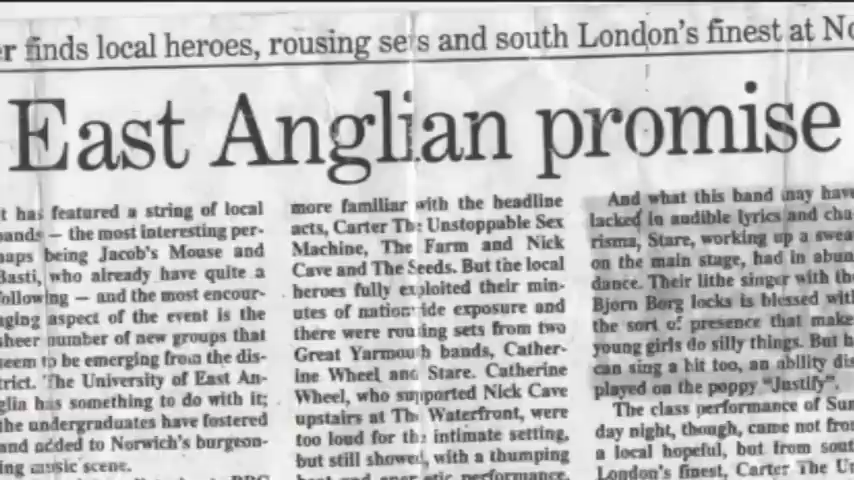 er finds local heroes, rousing sets and south London's finest at No
East Anglian promise
t has featured a string of local
bands — the most interesting per-
haps being Jacob's Mouse and
Basti, who already have quite a
following — and the most encour-
aging aspect of the event is the
sheer number of new groups that
seem to be emerging from the dis-
trict. The University of East An-
glia has something to do with it;
the undergraduates have fostered
and added to Norwich's burgeon-
ing music scene.
more familiar with the headline
acts, Carter The Unstoppable Sex
Machine, The Farm and Nick
Cave and The Seeds. But the local
heroes fully exploited their min-
utes of nationwide exposure and
there were rousing sets from two
Great Yarmouth bands, Cather-
ine Wheel and Stare. Catherine
Wheel, who supported Nick Cave
upstairs at The Waterfront, were
too loud for the intimate setting,
but still showed, with a thumping
performance,
And what this band may have
lacked in audible lyrics and cha-
risma, Stare, working up a sweat
on the main stage, had in abun-
dance. Their lithe singer with the
Bjorn Borg locks is blessed with
the sort of presence that make
young girls do silly things. But h
can sing a bit too, an ability dis-
played on the poppy "Justify".
The class performance of Sun-
day night, though, came not from
a local hopeful, but from south
London's finest, Carter The Un